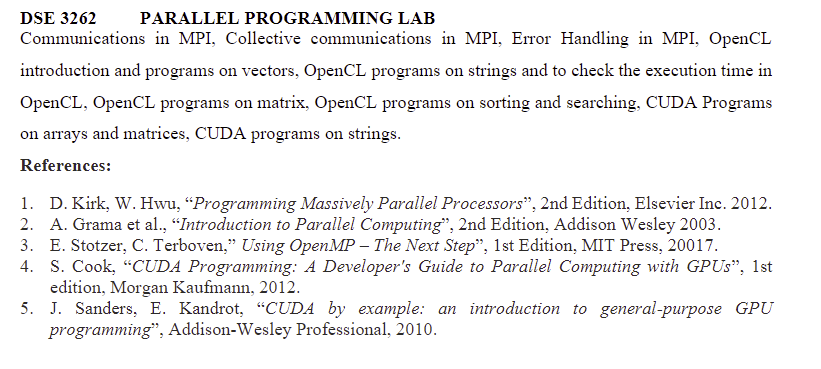 DSE 3262 PARALLEL PROGRAMMING LAB
Communications in MPI, Collective communications in MPI, Error Handling in MPI, OpenCL
introduction and programs on vectors, OpenCL programs on strings and to check the execution time in
OpenCL, OpenCL programs on matrix, OpenCL programs on sorting and searching, CUDA Programs
on arrays and matrices, CUDA programs on strings.
References:
1. D. Kirk, W. Hwu, “Programming Massively Parallel Processors”, 2nd Edition, Elsevier Inc. 2012.
2. A. Grama et al., “Introduction to Parallel Computing”, 2nd Edition, Addison Wesley 2003.
3. E. Stotzer, C. Terboven,” Using OpenMP – The Next Step”, 1st Edition, MIT Press, 20017.
4. S. Cook, “CUDA Programming: A Developer's Guide to Parallel Computing with GPUs”, 1st
edition, Morgan Kaufmann, 2012.
5. J. Sanders, E. Kandrot, “CUDA by example: an introduction to general-purpose GPU
programming”, Addison-Wesley Professional, 2010.